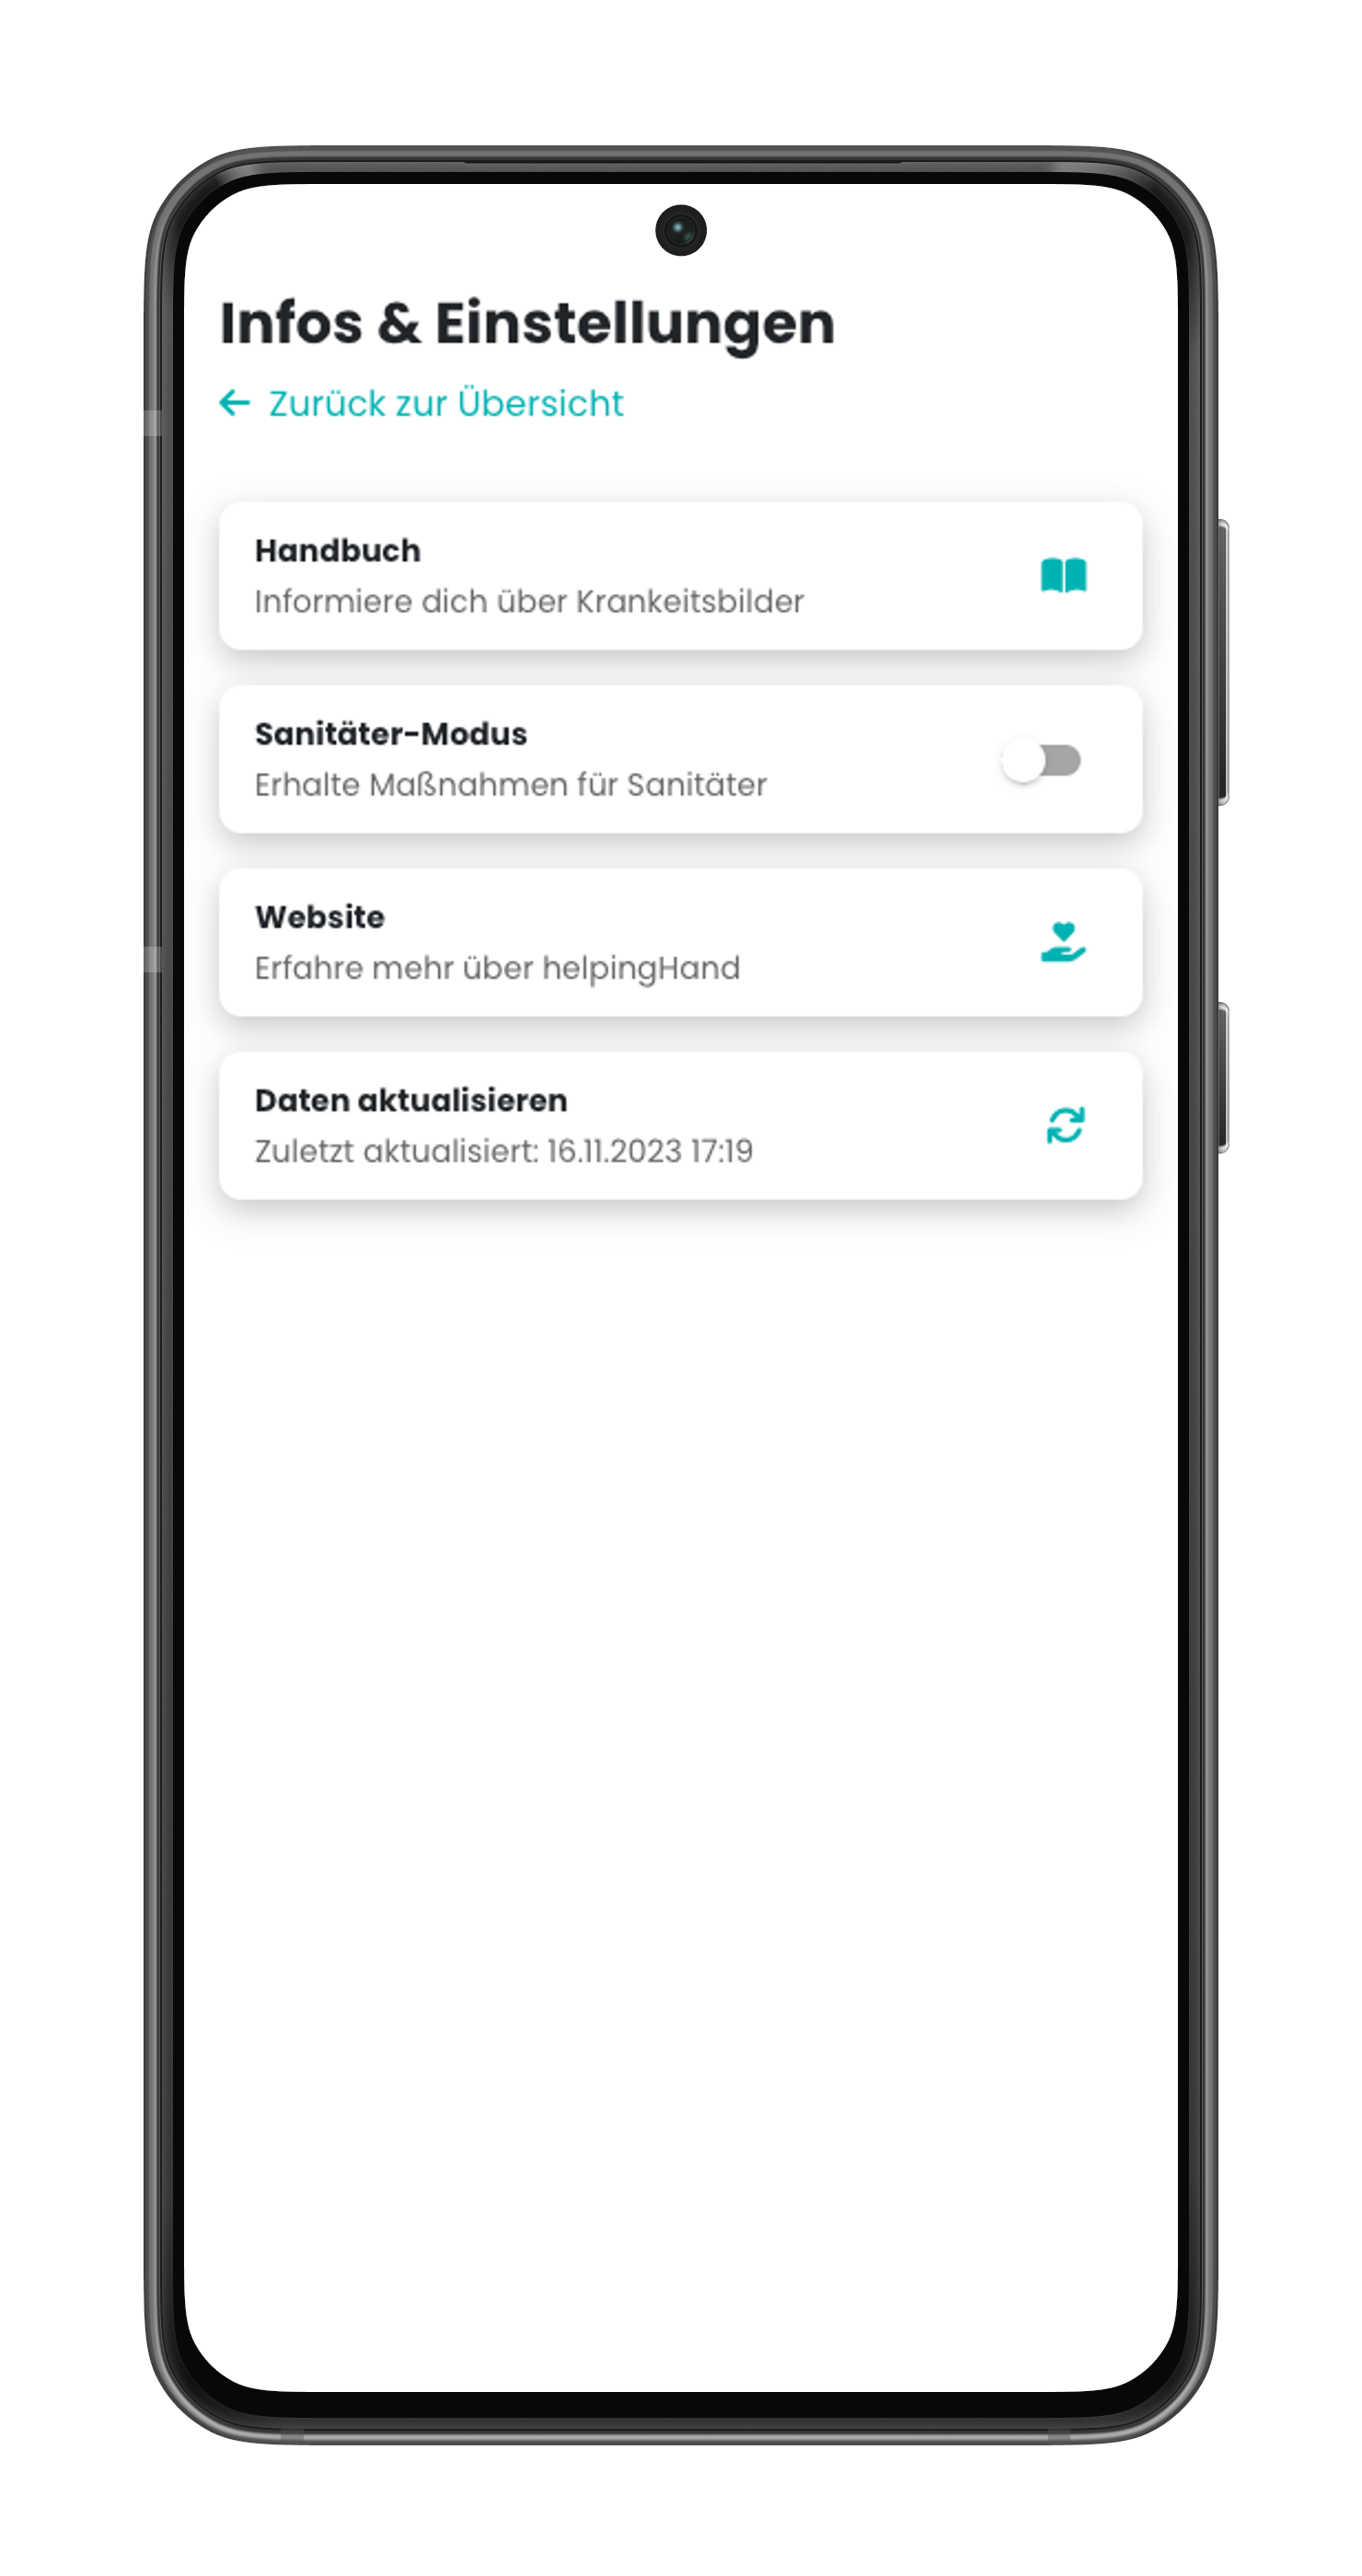 Infos & Einstellungen
← Zurück zur Übersicht
Handbuch
Informiere dich über Krankeitsbilder
Sanitäter-Modus
Erhalte Maßnahmen für Sanitäter
Website
Erfahre mehr über helpingHand
Daten aktualisieren
Zuletzt aktualisiert: 16.11.2023 17:19